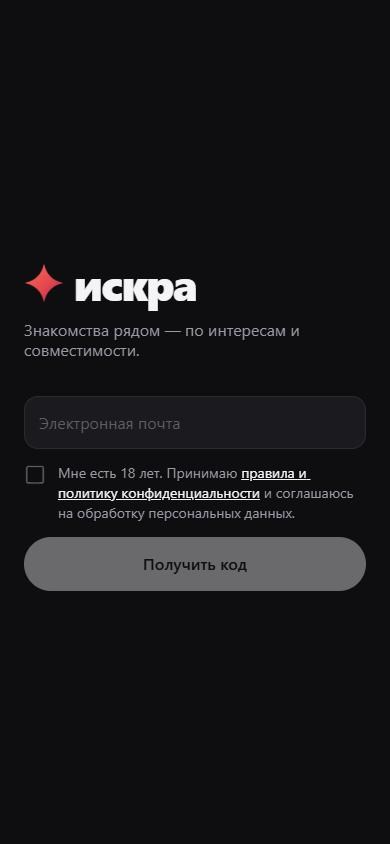 искра
Знакомства рядом — по интересам и
совместимости.
Электронная почта
Мне есть 18 лет. Принимаю правила и
политику конфиденциальности и соглашаюсь
на обработку персональных данных.
Получить код